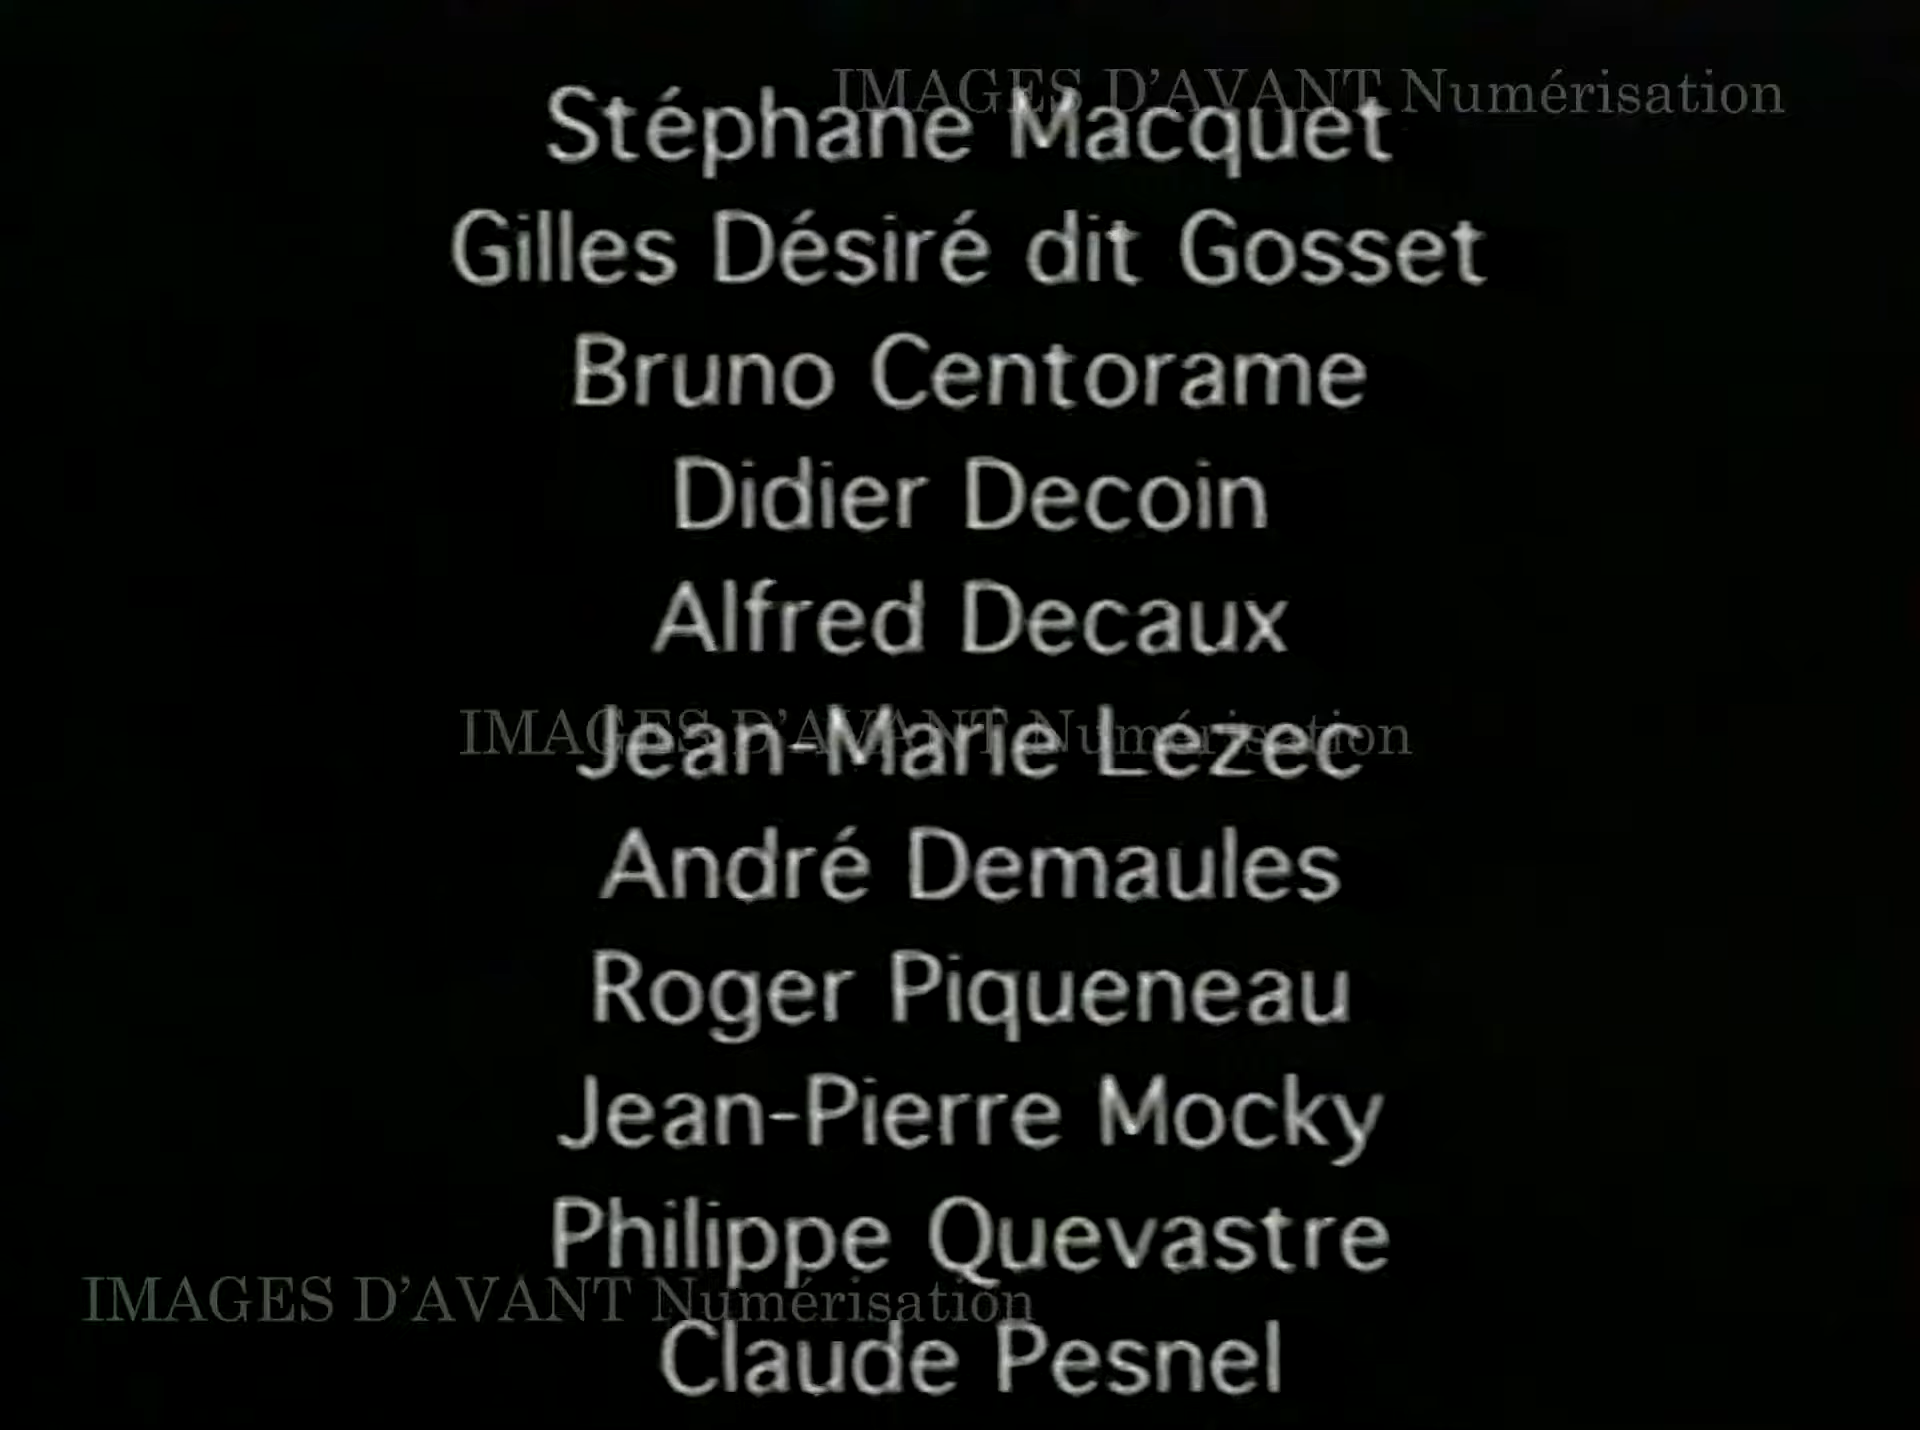 IMAGES D'AVANT Numérisation
Stéphane Macquet
Gilles Désiré dit Gosset
Bruno Centorame
Didier Decoin
Alfred Decaux
IMAGES D'AVANT Numérisation
Jean-Marie Lezec
André Demaules
Roger Piqueneau
Jean-Pierre Mocky
Philippe Quevastre
IMAGES D'AVANT Numérisation
Claude Pesnel